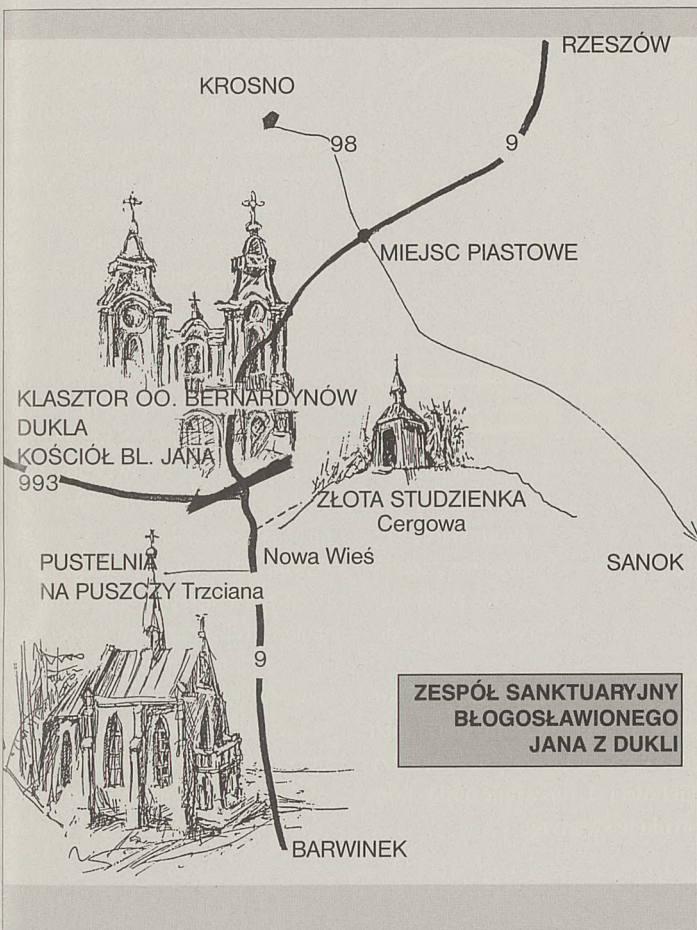 RZESZÓW
KROSNO
98
9
MIEJSC PIASTOWE
KLASZTOR OO. BERNARDYNÓW
DUKLA
KOŚCIÓŁ BL. JANA
993
ZŁOTA STUDZIENKA
Cergowa
PUSTELNIA
NA PUSZCZY Trzciana
Nowa Wieś
SANOK
9
ZESPÓŁ SANKTUARYJNY
BŁOGOSŁAWIONEGO
JANA Z DUKLI
BARWINEK